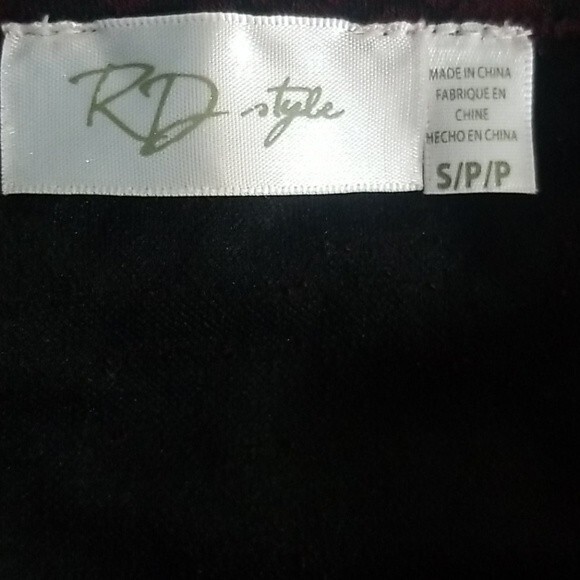 RD style
MADE IN CHINA
FABRIQUE EN
CHINE
HECHO EN CHINA
S/P/P